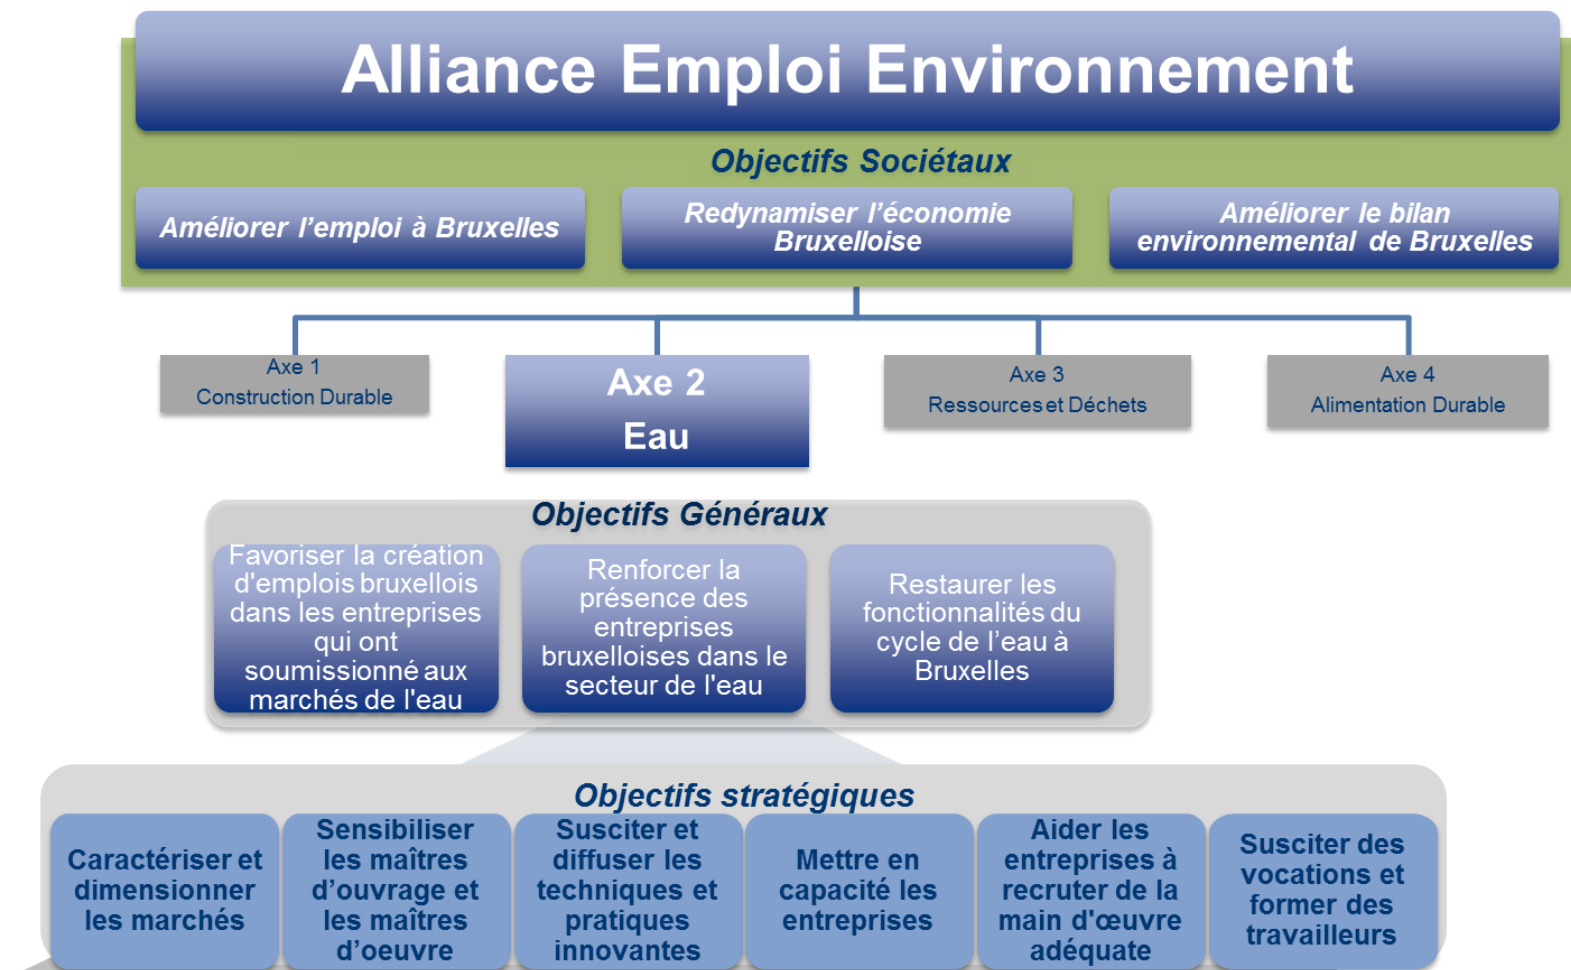 Alliance Emploi Environnement
Objectifs Sociétaux
Améliorer l'emploi à Bruxelles
Redynamiser l'économie
Bruxelloise
Améliorer le bilan
environnemental de Bruxelles
Axe 1
Construction Durable
Axe 2
Eau
Axe 3
Ressources et Déchets
Axe 4
Alimentation Durable
Objectifs Généraux
Favoriser la création
d'emplois bruxellois
dans les entreprises
qui ont
soumissionné aux
marchés de l'eau
Renforcer la
présence des
entreprises
bruxelloises dans le
secteur de l'eau
Restaurer les
fonctionnalités du
cycle de l'eau à
Bruxelles
Objectifs stratégiques
Caractériser et
dimensionner
les marchés
Sensibiliser
les maîtres
d'ouvrage et
les maîtres
d'oeuvre
Susciter et
diffuser les
techniques et
pratiques
innovantes
Mettre en
capacité les
entreprises
Aider les
entreprises à
recruter de la
main d'œuvre
adéquate
Susciter des
vocations et
former des
travailleurs